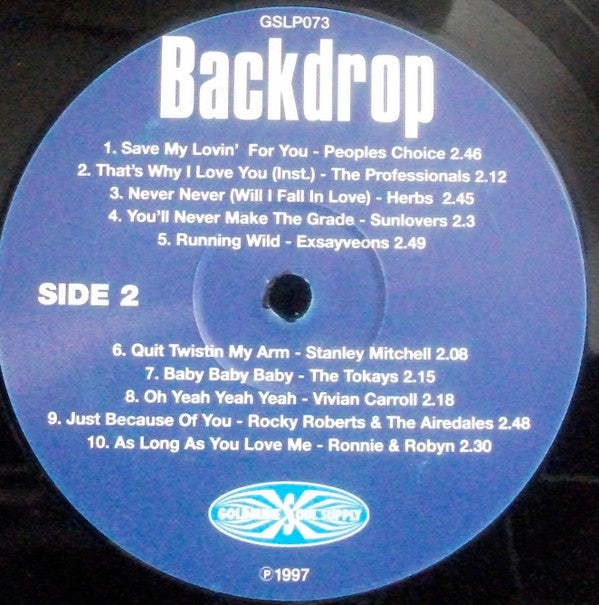 GSLP073
Backdrop
1. Save My Lovin' For You - Peoples Choice 2.46
2. That's Why I Love You (Inst.) - The Professionals 2.12
3. Never Never (Will I Fall In Love) - Herbs 2.45
4. You'll Never Make The Grade - Sunlovers 2.3
5. Running Wild - Exsayveons 2.49
SIDE 2
6. Quit Twistin My Arm - Stanley Mitchell 2.08
7. Baby Baby Baby - The Tokays 2.15
8. Oh Yeah Yeah Yeah - Vivian Carroll 2.18
9. Just Because Of You - Rocky Roberts & The Airedales 2.48
10. As Long As You Love Me - Ronnie & Robyn 2.30
GOLDMINE SOUL SUPPLY
℗1997